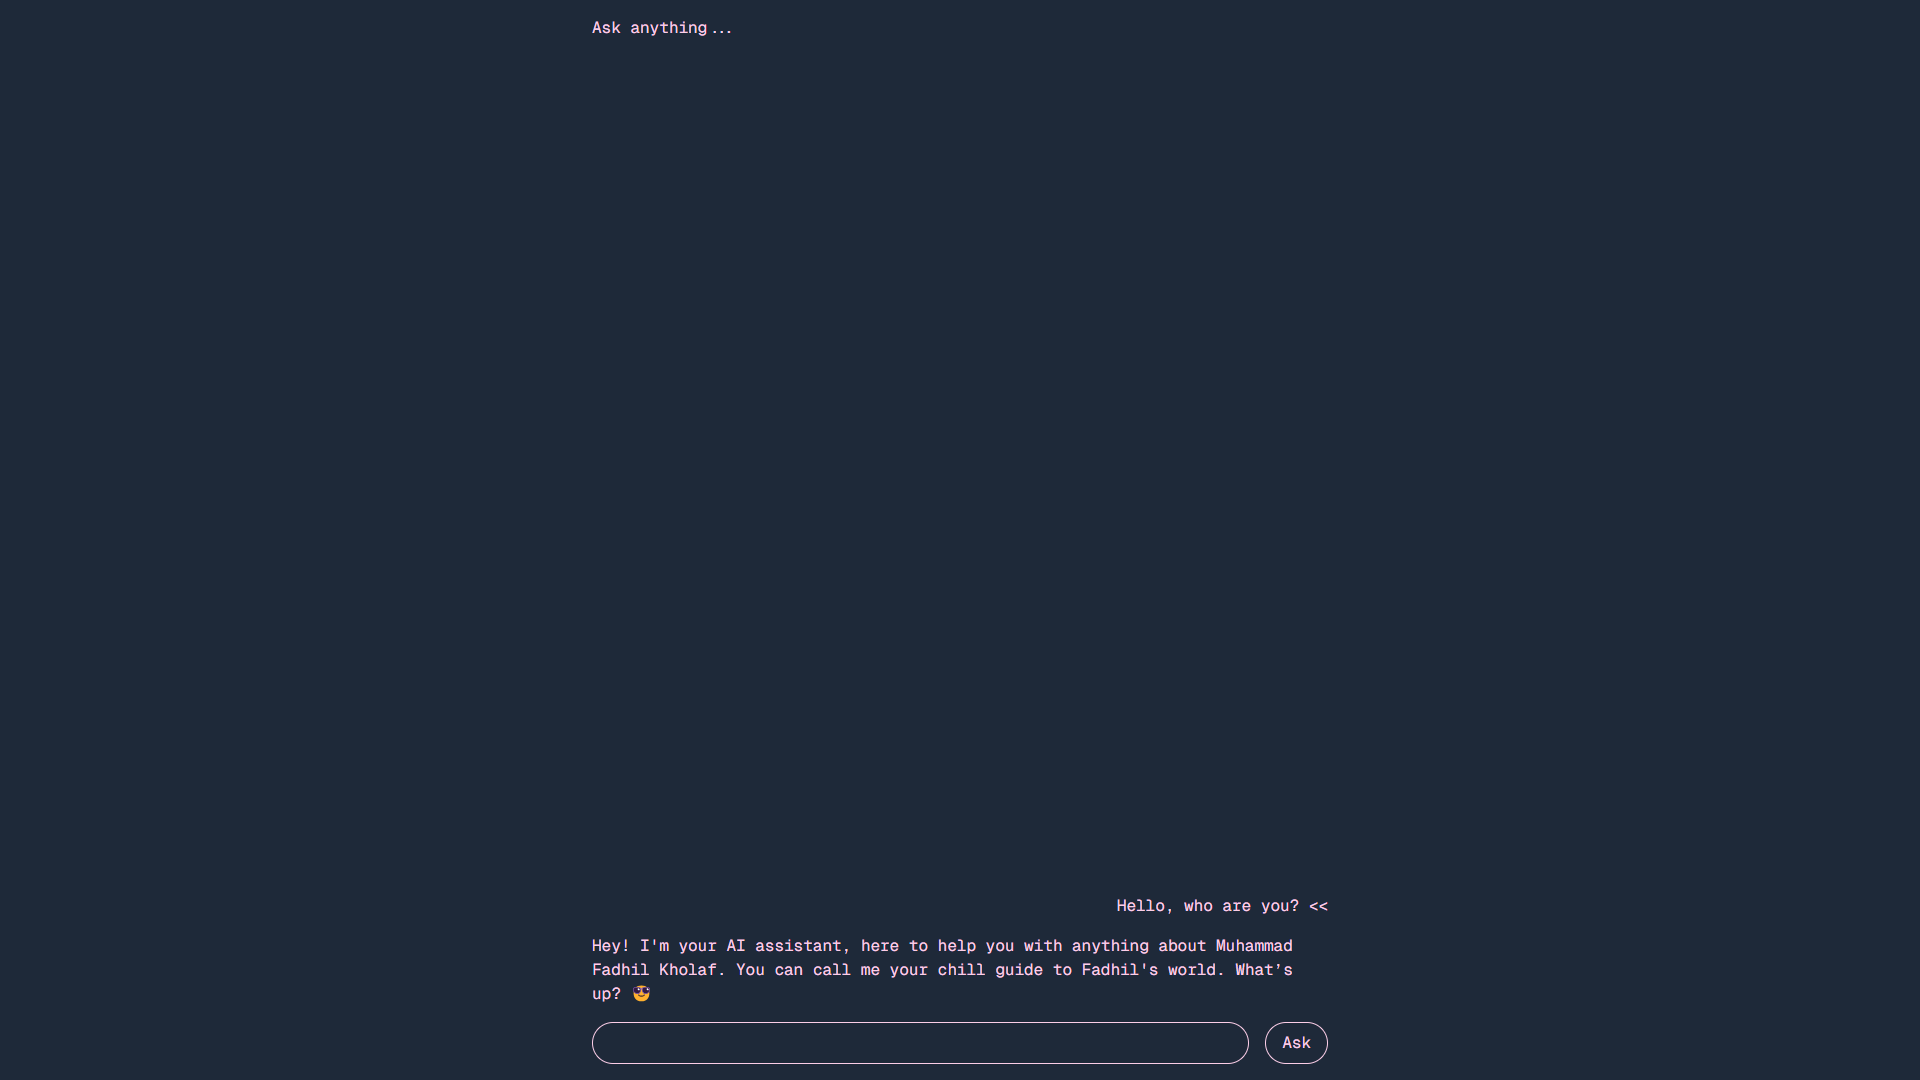 Ask anything...
Hello, who are you? <<
Hey! I'm your AI assistant, here to help you with anything about Muhammad
Fadhil Kholaf. You can call me your chill guide to Fadhil's world. What’s
up? 😎
Ask